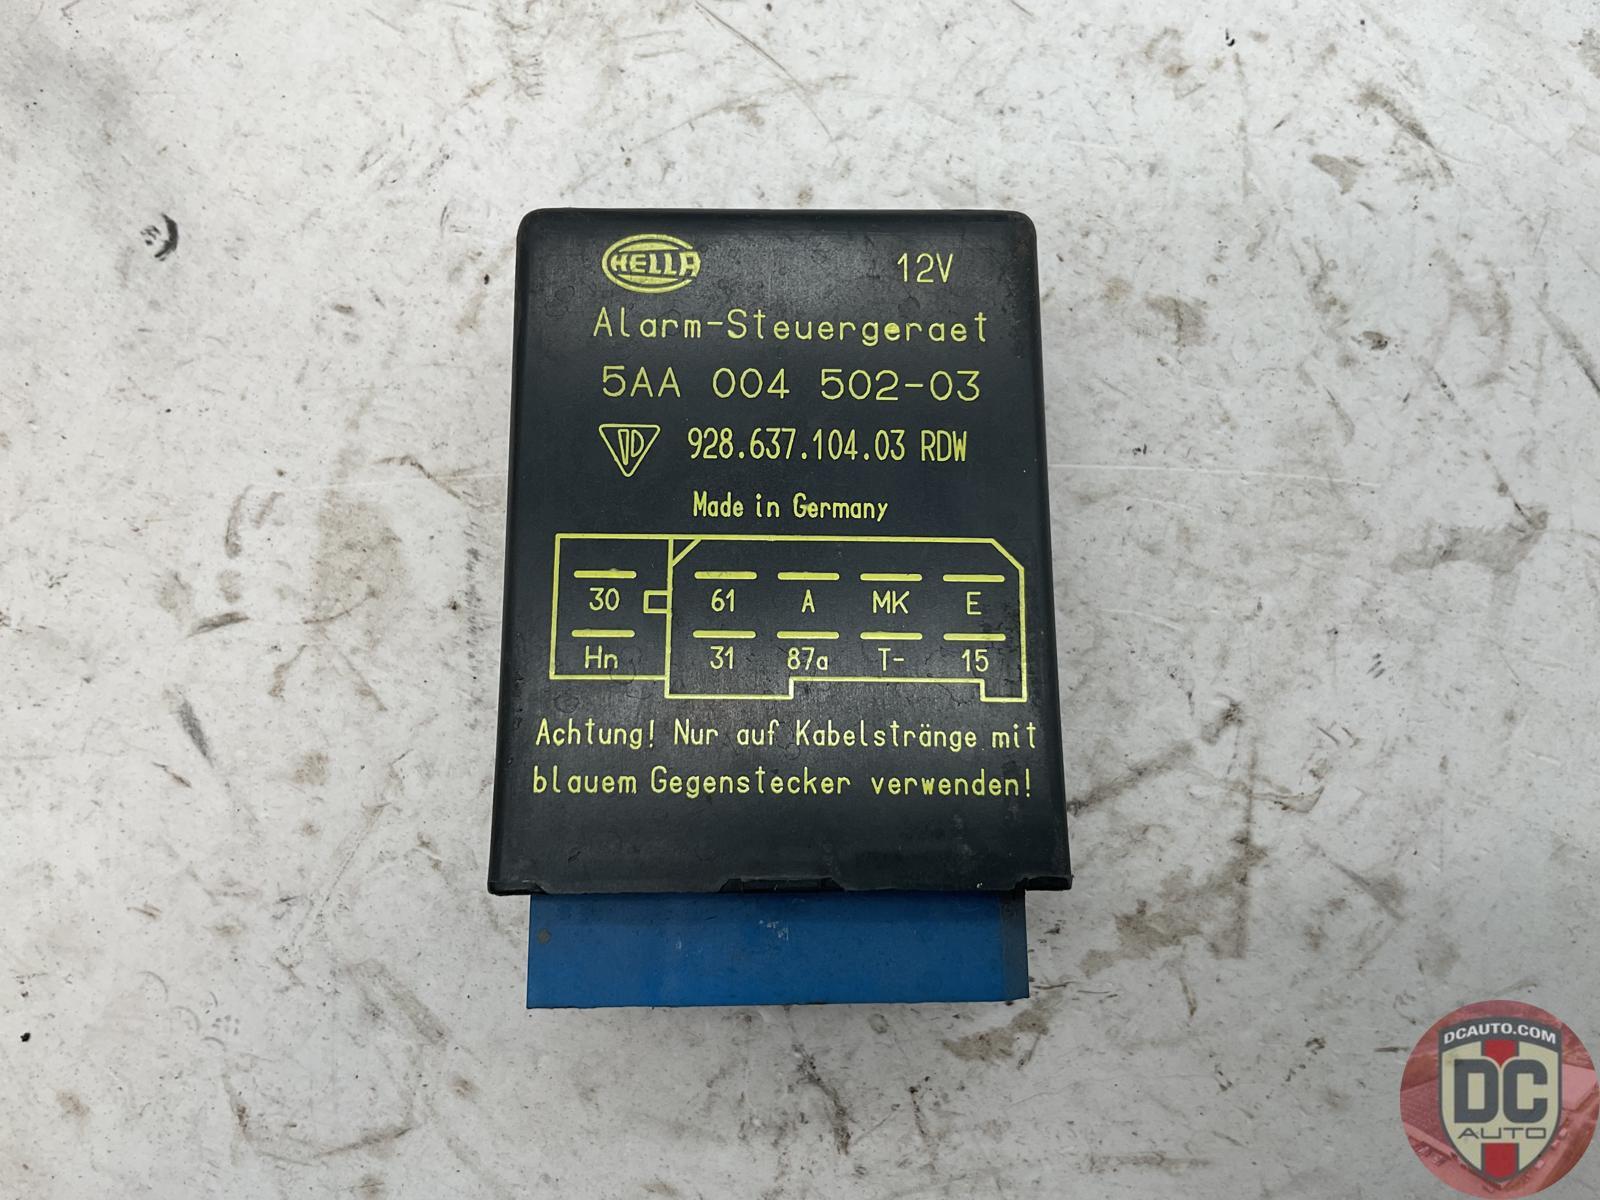 HELLA 12V
Alarm-Steuergeraet
5AA 004 502-03
928.637.104.03 RDW
Made in Germany
30 61 A MK E
Hn 31 87a T- 15
Achtung! Nur auf Kabelstränge mit
blauem Gegenstecker verwenden!
DCAUTO.COM
DC
AUTO